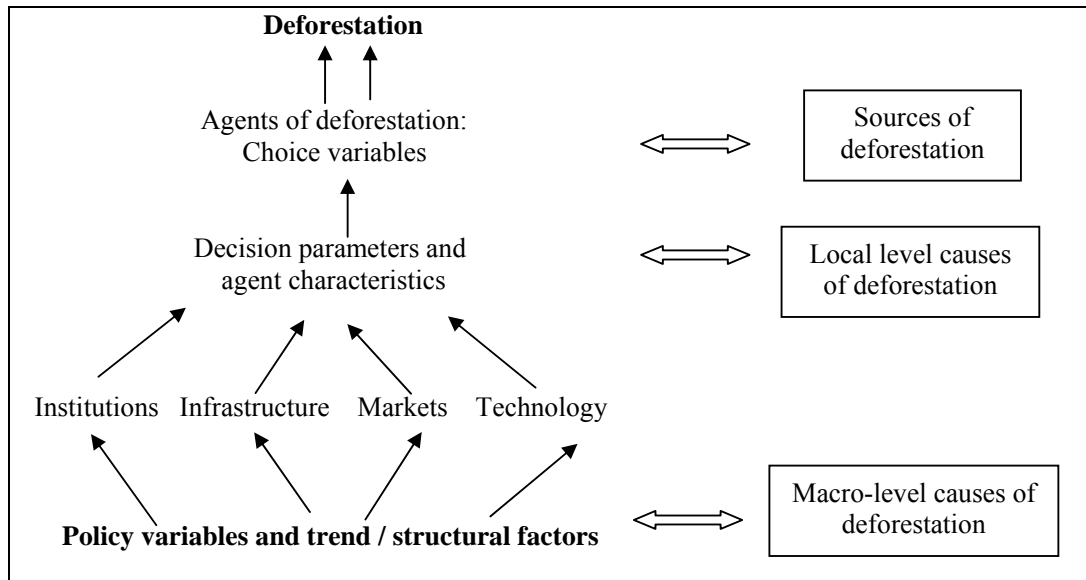 Deforestation
Agents of deforestation:
Choice variables
Sources of
deforestation
Decision parameters and
agent characteristics
Local level causes
of deforestation
Institutions Infrastructure Markets Technology
Macro-level causes of
deforestation
Policy variables and trend / structural factors